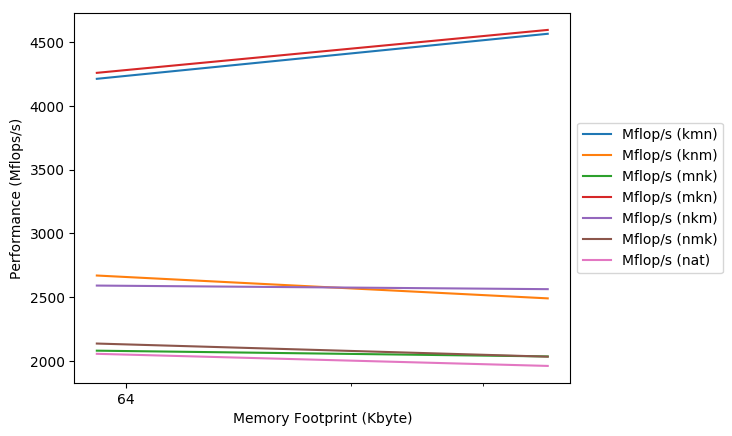 4500
4000
3500
3000
2500
2000
Performance (Mflops/s)
64
Memory Footprint (Kbyte)
Mflop/s (kmn)
Mflop/s (knm)
Mflop/s (mnk)
Mflop/s (mkn)
Mflop/s (nkm)
Mflop/s (nmk)
Mflop/s (nat)